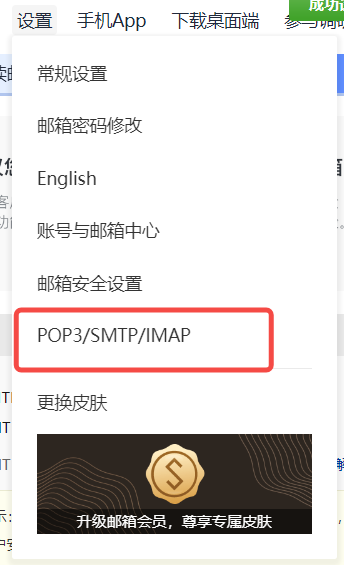 设置 手机App 下载桌面端 参与调研
成功
常规设置
邮箱密码修改
English
账号与邮箱中心
邮箱安全设置
POP3/SMTP/IMAP
更换皮肤
升级邮箱会员，尊享专属皮肤